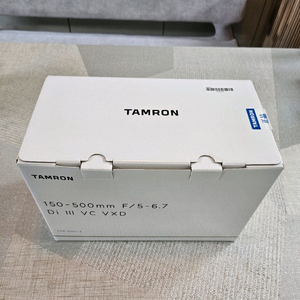 TAMRON
TAMRON
150-500mm F/5-6.7
Di III VC VXD